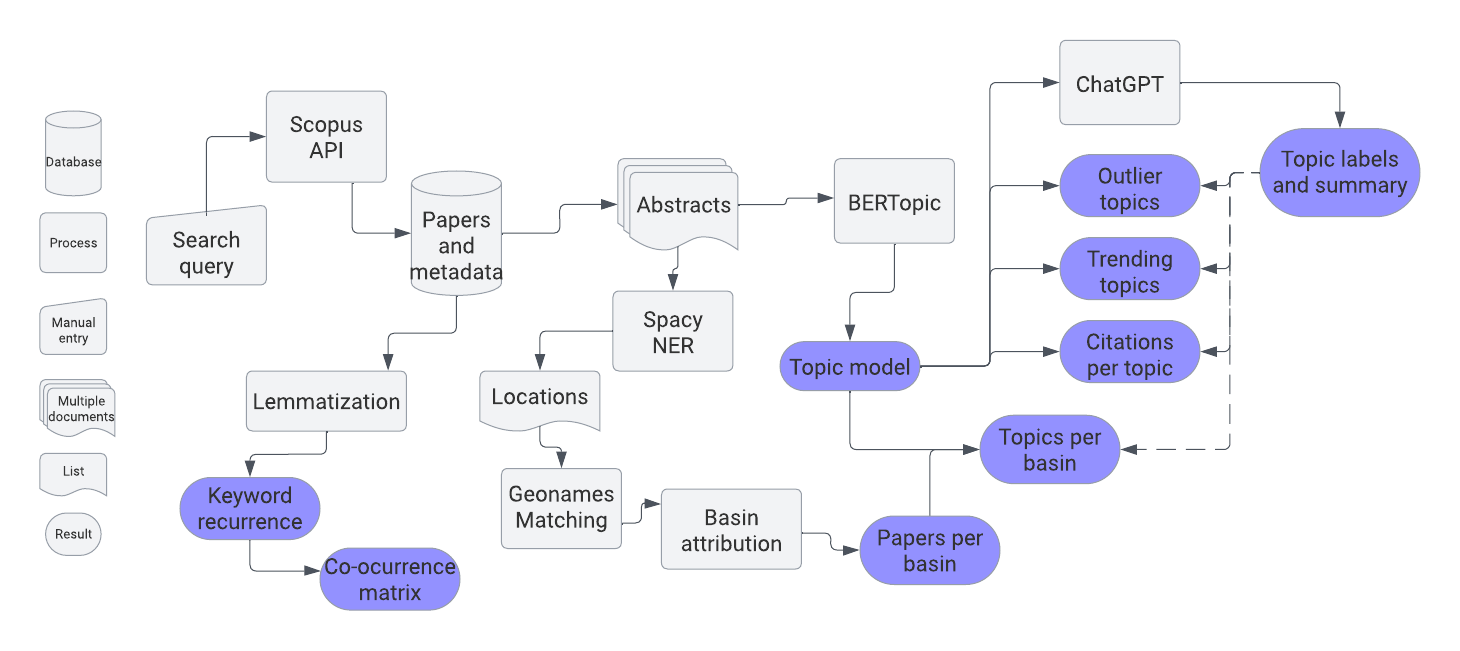 Database
Process
Manual
entry
Multiple
documents
List
Result
Search
query
Scopus
API
Papers
and
metadata
Lemmatization
Keyword
recurrence
Co-ocurrence
matrix
Abstracts
Spacy
NER
Locations
Geonames
Matching
Basin
attribution
Papers per
basin
BERTopic
Topic model
ChatGPT
Topic labels
and summary
Outlier
topics
Trending
topics
Citations
per topic
Topics per
basin